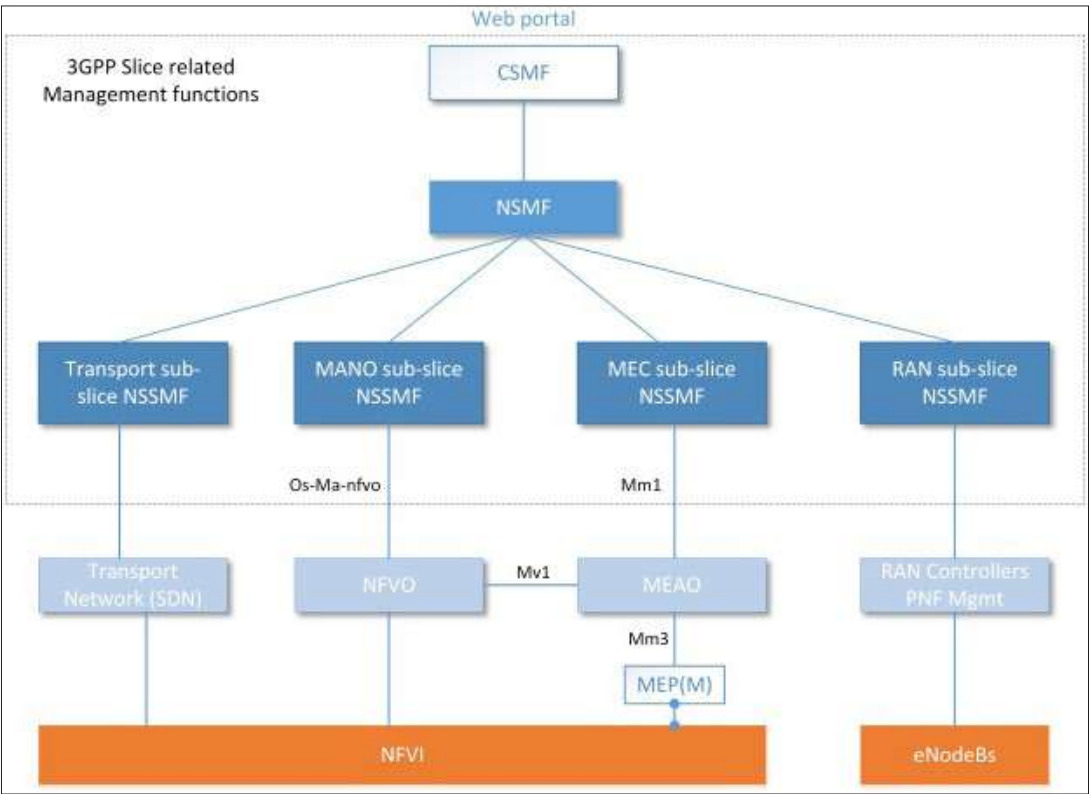 Web portal
3GPP Slice related
Management functions
CSMF
NSMF
Transport sub-
slice NSSMF
MANO sub-slice
NSSMF
MEC sub-slice
NSSMF
RAN sub-slice
NSSMF
Os-Ma-nfvo
Mm1
Transport
Network (SDN)
NFVO
Mv1
MEAO
RAN Controllers
PNF Mgmt
Mm3
MEP(M)
NFVI
eNodeBs